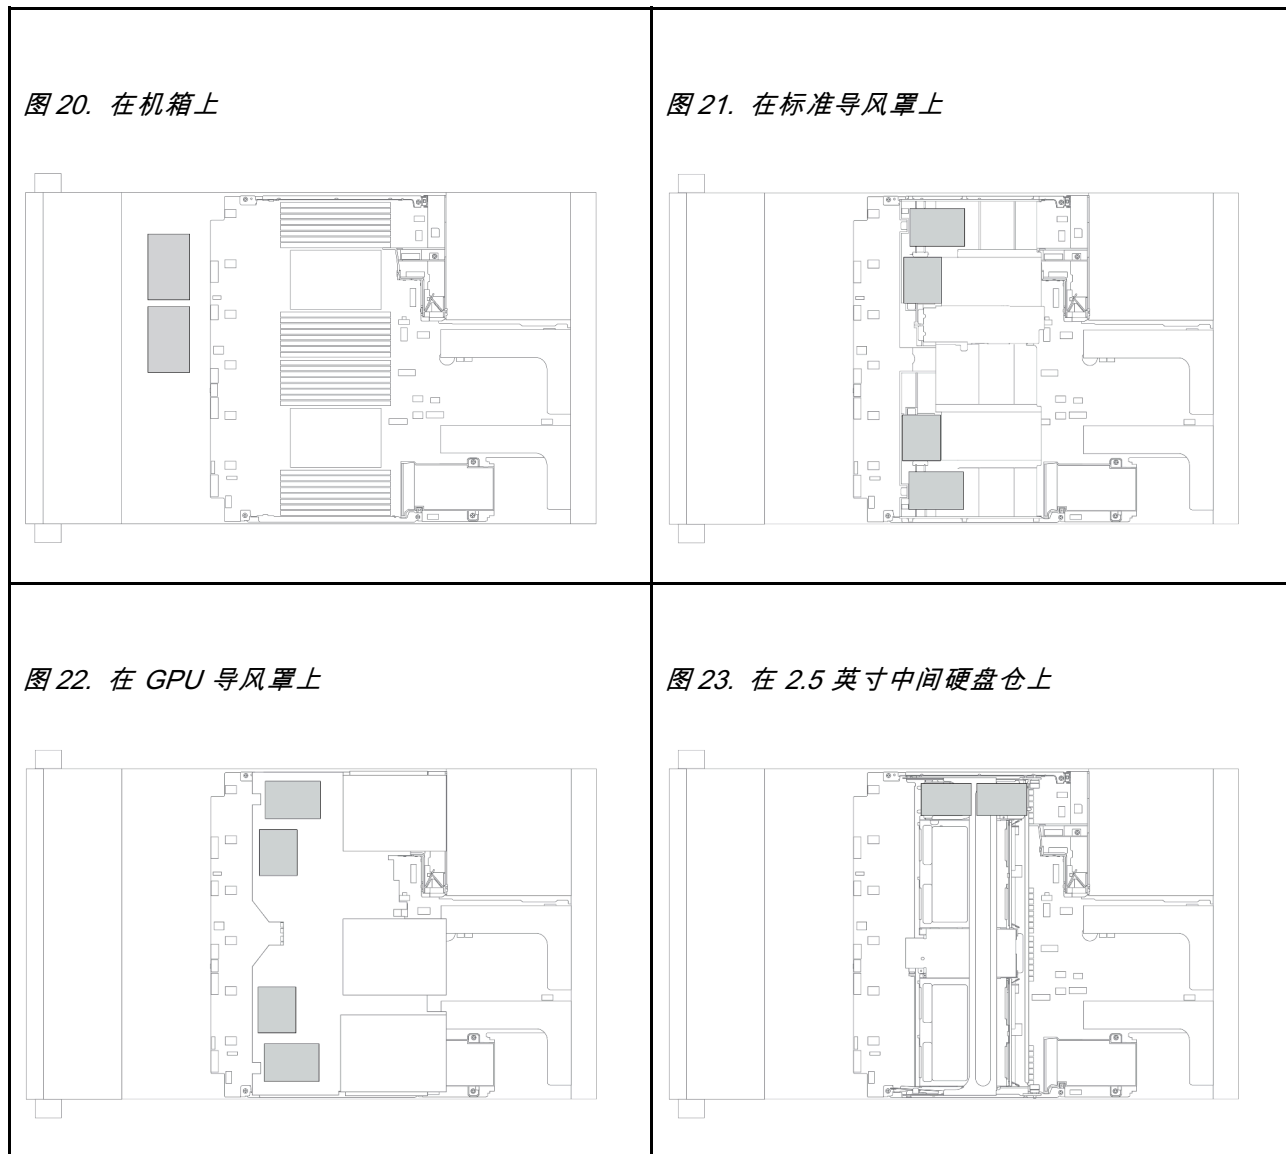 图 20. 在机箱上
图 21. 在标准导风罩上
图 22. 在 GPU 导风罩上
图 23. 在 2.5 英寸中间硬盘仓上